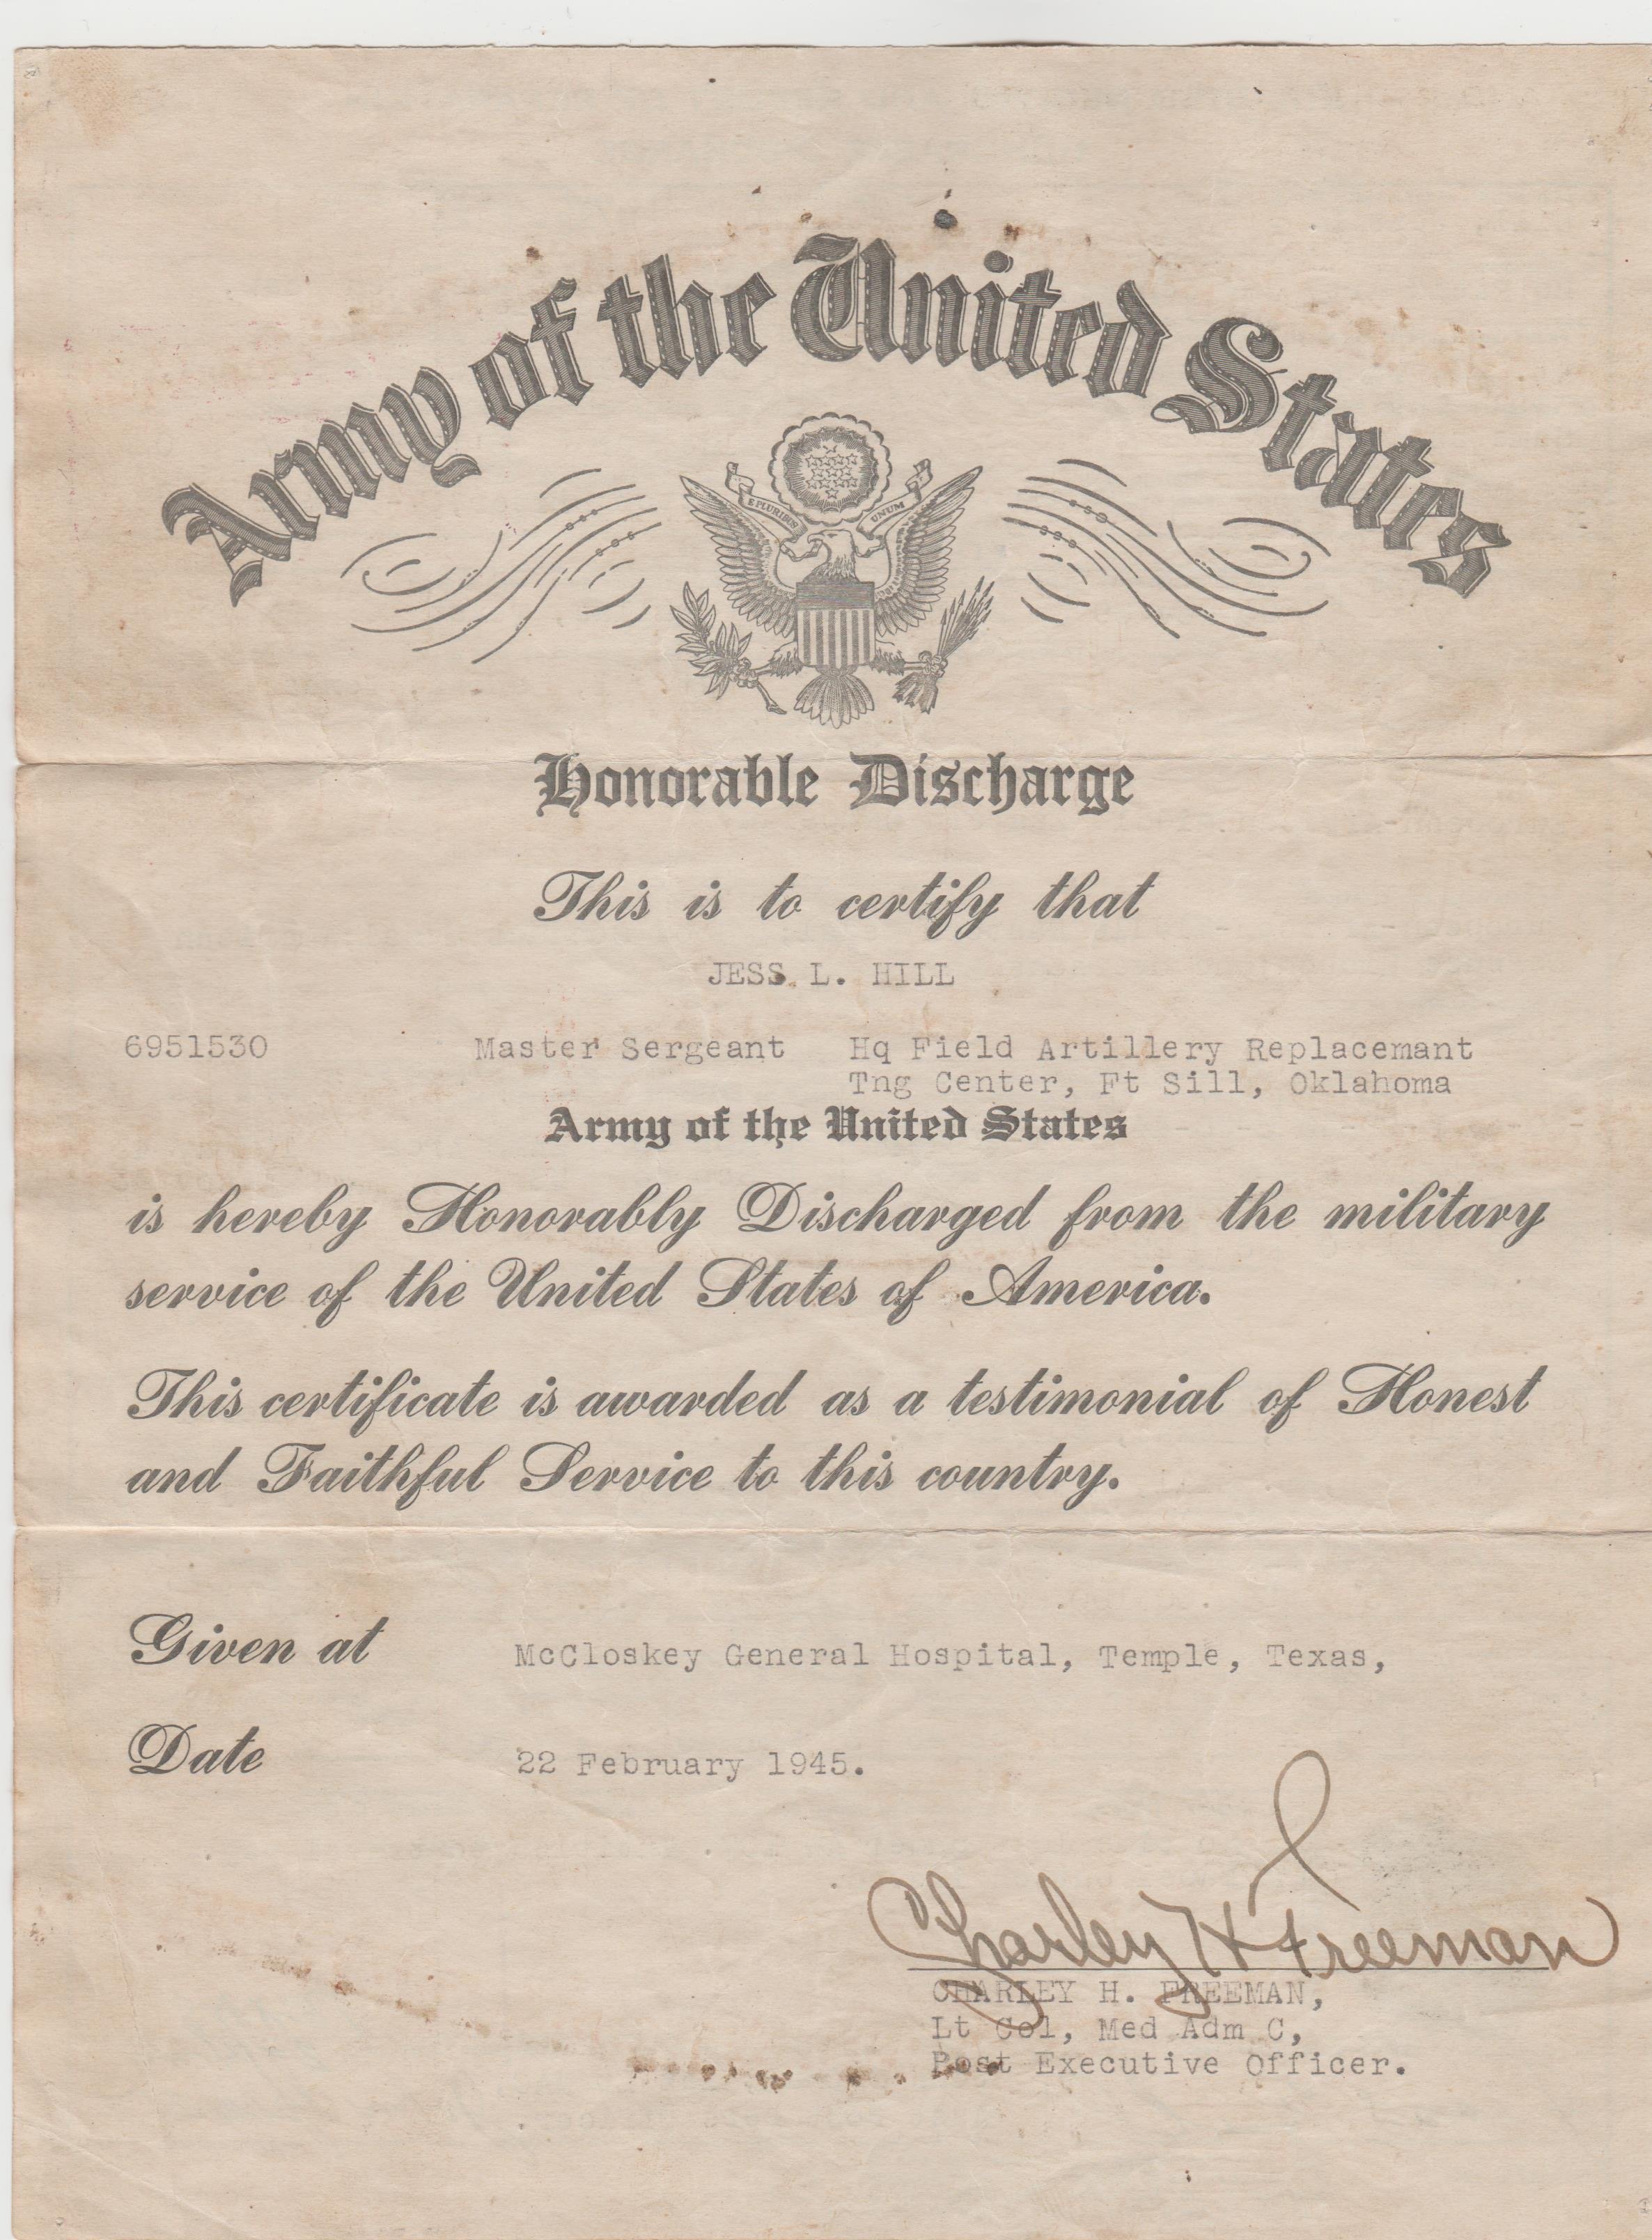 Army of the United States
E PLURIBUS UNUM
Honorable Discharge
This is to certify that
JESS L. HILL
6951530 Master Sergeant Hq Field Artillery Replacemant
Tng Center, Ft Sill, Oklahoma
Army of the United States
is hereby Honorably Discharged from the military
service of the United States of America.
This certificate is awarded as a testimonial of Honest
and Faithful Service to this country.
Given at McCloskey General Hospital, Temple, Texas,
Date 22 February 1945.
Charley H Freeman
CHARLEY H. FREEMAN,
Lt Col, Med Adm C,
Post Executive Officer.